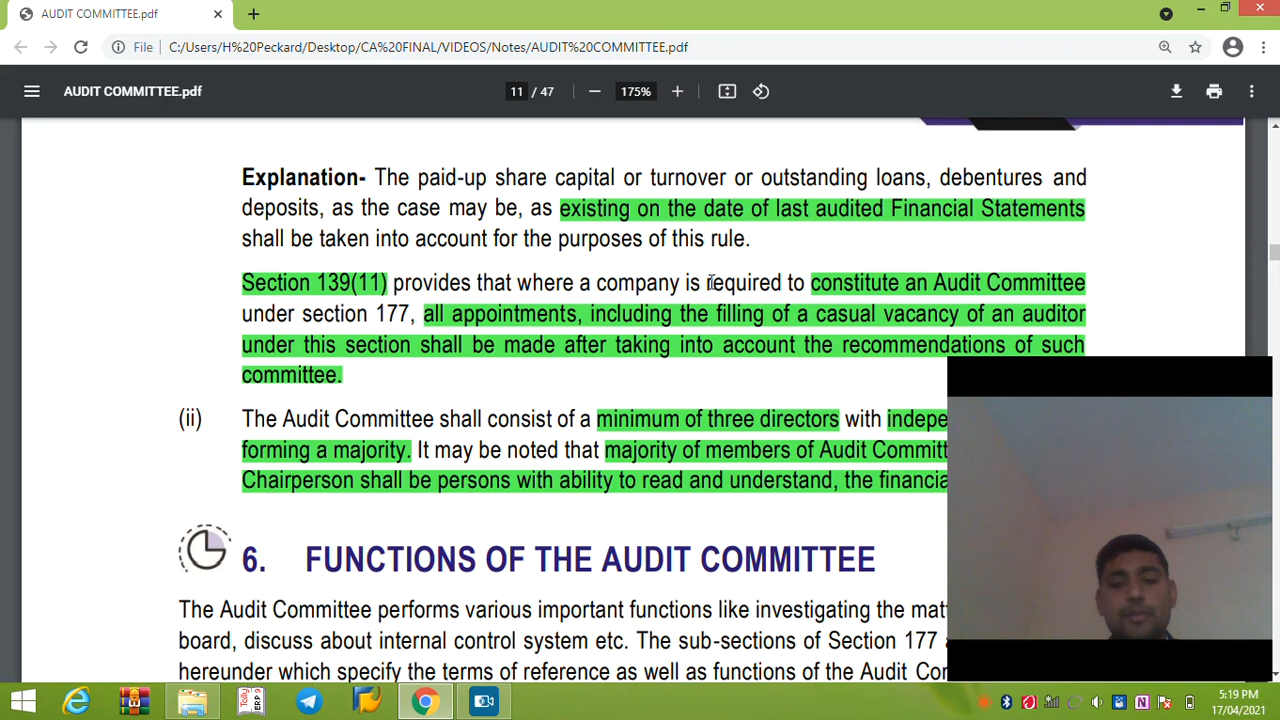 AUDIT COMMITTEE.pdf
File C:/Users/H%20Peckard/Desktop/CA%20FINAL/VIDEOS/Notes/AUDIT%20COMMITTEE.pdf
AUDIT COMMITTEE.pdf 11 / 47 175%
Explanation- The paid-up share capital or turnover or outstanding loans, debentures and
deposits, as the case may be, as existing on the date of last audited Financial Statements
shall be taken into account for the purposes of this rule.
Section 139(11) provides that where a company is required to constitute an Audit Committee
under section 177, all appointments, including the filling of a casual vacancy of an auditor
under this section shall be made after taking into account the recommendations of such
committee.
(ii) The Audit Committee shall consist of a minimum of three directors with
forming a majority. It may be noted that majority of members of Audit
Chairperson shall be persons with ability to read and understand, the
6. FUNCTIONS OF THE AUDIT COMMITTEE
The Audit Committee performs various important functions like investigating the
board, discuss about internal control system etc. The sub-sections of Section 177
hereunder which specify the terms of reference as well as functions of the Audit
Tally
ERP 9
N
5:19 PM
17/04/2021